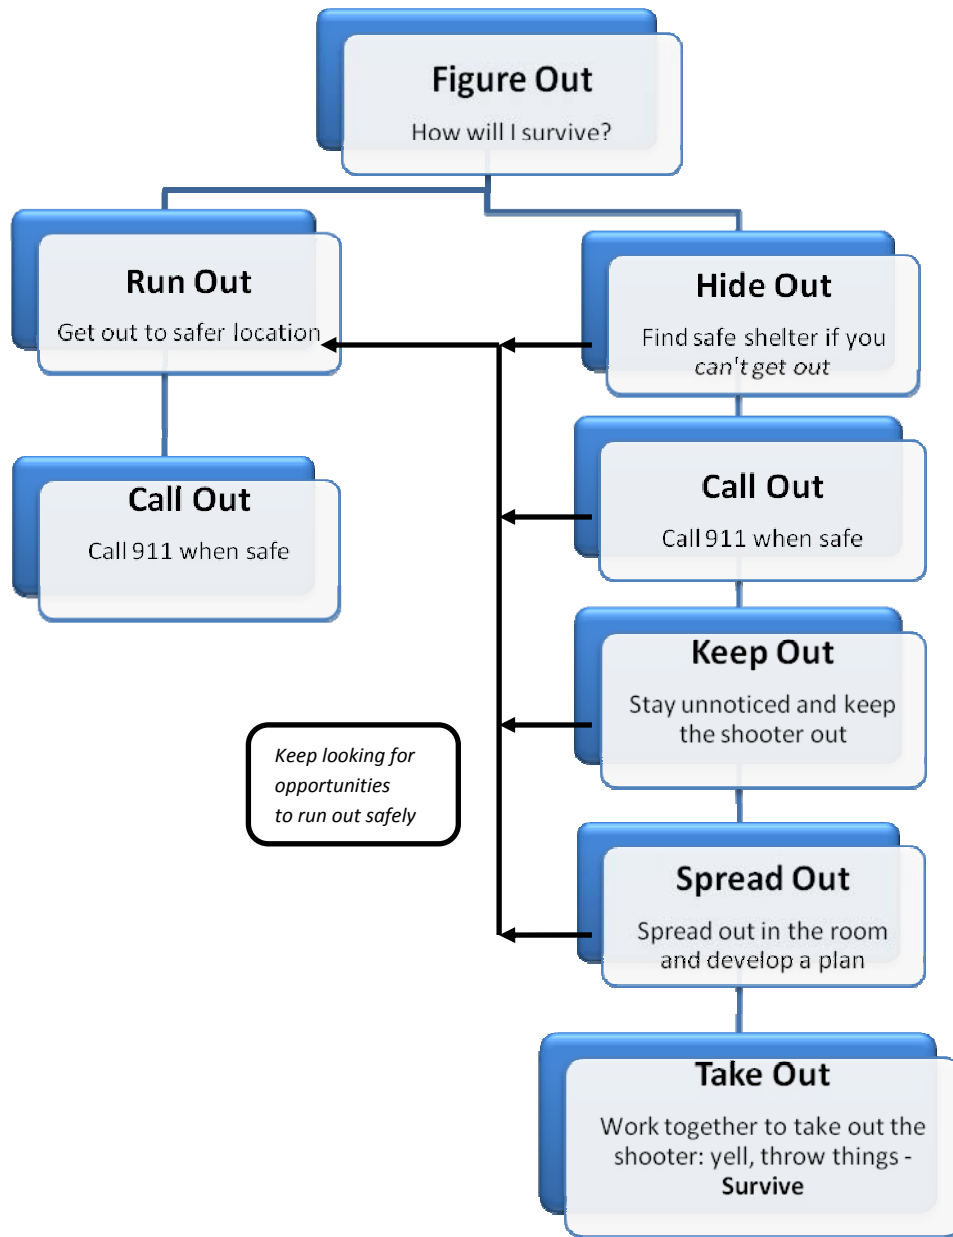 Figure Out
How will I survive?
Run Out
Get out to safer location
Call Out
Call 911 when safe
Hide Out
Find safe shelter if you
can't get out
Call Out
Call 911 when safe
Keep Out
Stay unnoticed and keep
the shooter out
Keep looking for
opportunities
to run out safely
Spread Out
Spread out in the room
and develop a plan
Take Out
Work together to take out the
shooter: yell, throw things -
Survive